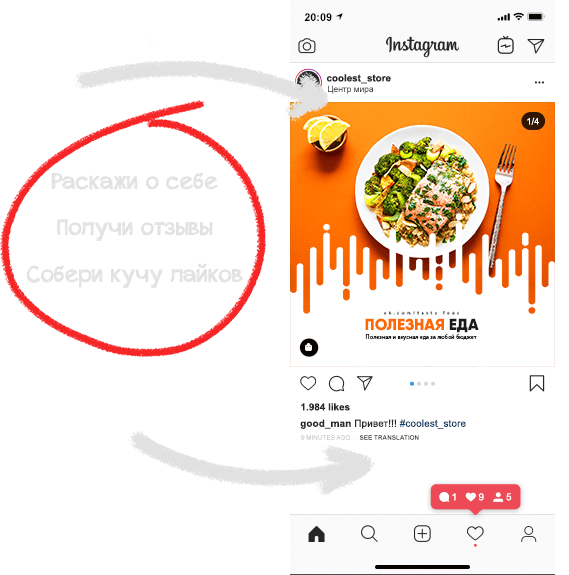 Раскажи о себе
Получи отзывы
Собери кучу лайков
20:09
Instagram
coolest_store
Центр мира
1/4
vk.com/tasto_foos
ПОЛЕЗНАЯ ЕДА
Полезная и вкусная еда за любой бюджет
1.984 likes
good_man Привет!!! #coolest_store
9 MINUTES AGO · SEE TRANSLATION
1 9 5